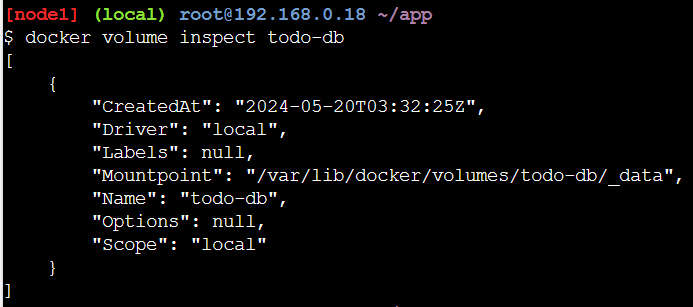 [node1] (local) root@192.168.0.18 ~/app
$ docker volume inspect todo-db
[
    {
        "CreatedAt": "2024-05-20T03:32:25Z",
        "Driver": "local",
        "Labels": null,
        "Mountpoint": "/var/lib/docker/volumes/todo-db/_data",
        "Name": "todo-db",
        "Options": null,
        "Scope": "local"
    }
]